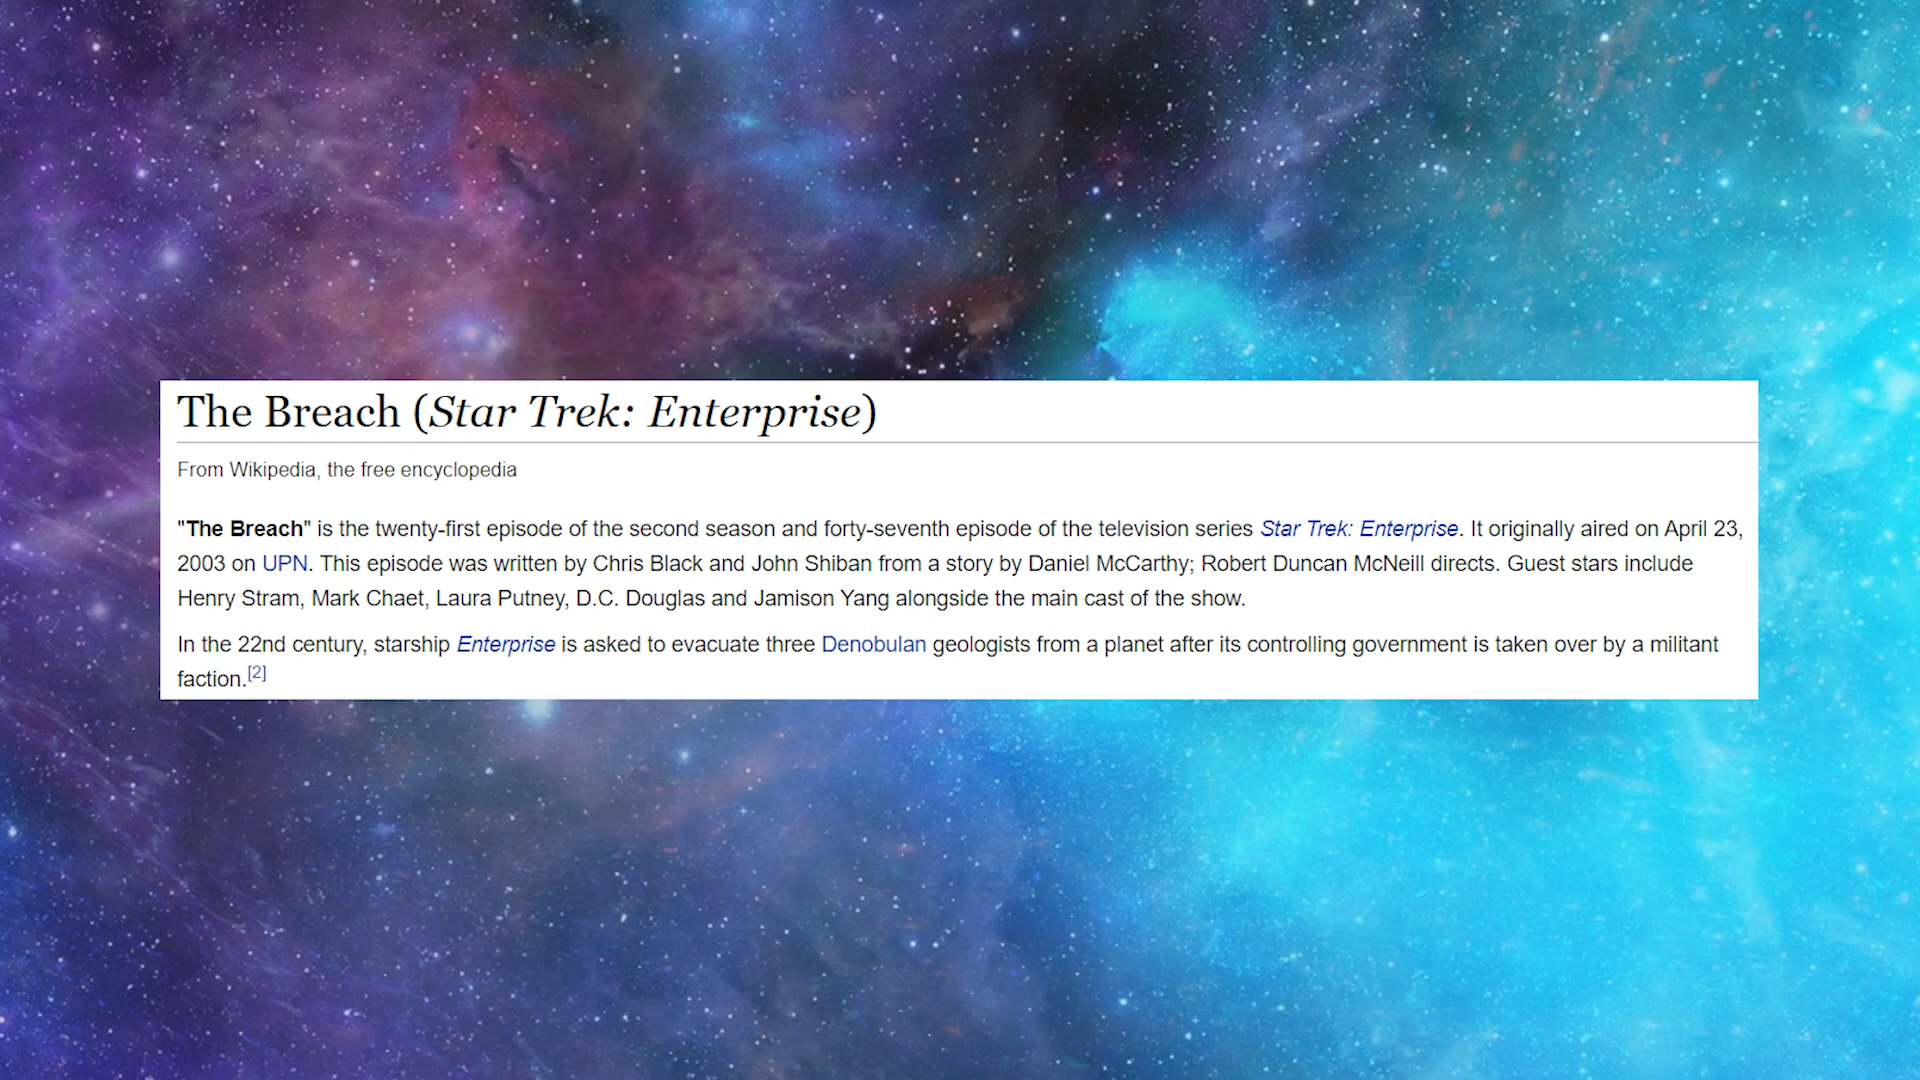 The Breach (Star Trek: Enterprise)
From Wikipedia, the free encyclopedia
"The Breach" is the twenty-first episode of the second season and forty-seventh episode of the television series Star Trek: Enterprise. It originally aired on April 23,
2003 on UPN. This episode was written by Chris Black and John Shiban from a story by Daniel McCarthy; Robert Duncan McNeill directs. Guest stars include
Henry Stram, Mark Chaet, Laura Putney, D.C. Douglas and Jamison Yang alongside the main cast of the show.
In the 22nd century, starship Enterprise is asked to evacuate three Denobulan geologists from a planet after its controlling government is taken over by a militant
faction.[2]